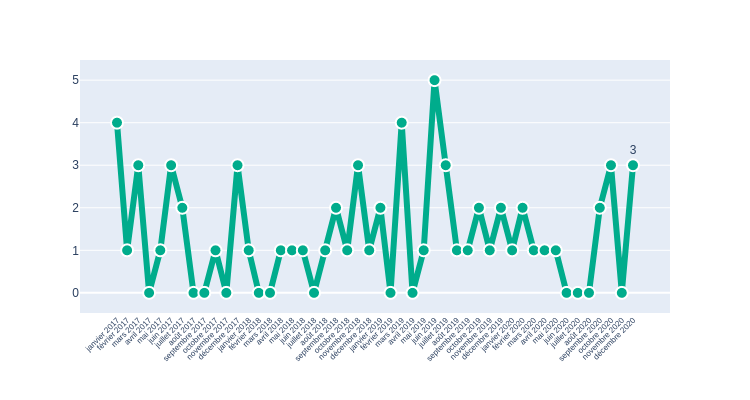 5
4
3
3
2
1
0
janvier 2017
février 2017
mars 2017
avril 2017
mai 2017
juin 2017
juillet 2017
août 2017
septembre 2017
octobre 2017
novembre 2017
décembre 2017
janvier 2018
février 2018
mars 2018
avril 2018
mai 2018
juin 2018
juillet 2018
août 2018
septembre 2018
octobre 2018
novembre 2018
décembre 2018
janvier 2019
février 2019
mars 2019
avril 2019
mai 2019
juin 2019
juillet 2019
août 2019
septembre 2019
octobre 2019
novembre 2019
décembre 2019
janvier 2020
février 2020
mars 2020
avril 2020
mai 2020
juin 2020
juillet 2020
août 2020
septembre 2020
octobre 2020
novembre 2020
décembre 2020